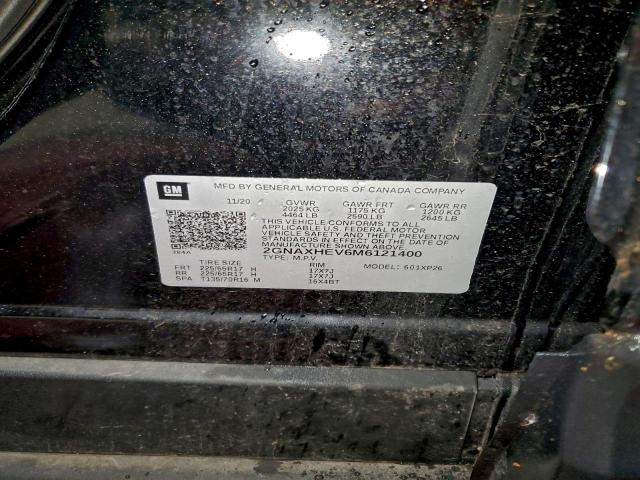 GM
MFD BY GENERAL MOTORS OF CANADA COMPANY
11/20 GVWR GAWR FRT GAWR RR
2025 KG 1175 KG 1200 KG
4464 LB 2590 LB 2645 LB
THIS VEHICLE CONFORMS TO ALL
APPLICABLE U.S. FEDERAL MOTOR
VEHICLE SAFETY AND THEFT PREVENTION
STANDARDS IN EFFECT ON THE DATE OF
MANUFACTURE SHOWN ABOVE.
2GNAXHEV6M6121400
TYPE: M.P.V. MODEL: 601XP26
TIRE SIZE RIM
FRT 225/65R17 H 17X7J
RR 225/65R17 H 17X7J
SPA T135/70R16 M 16X4BT